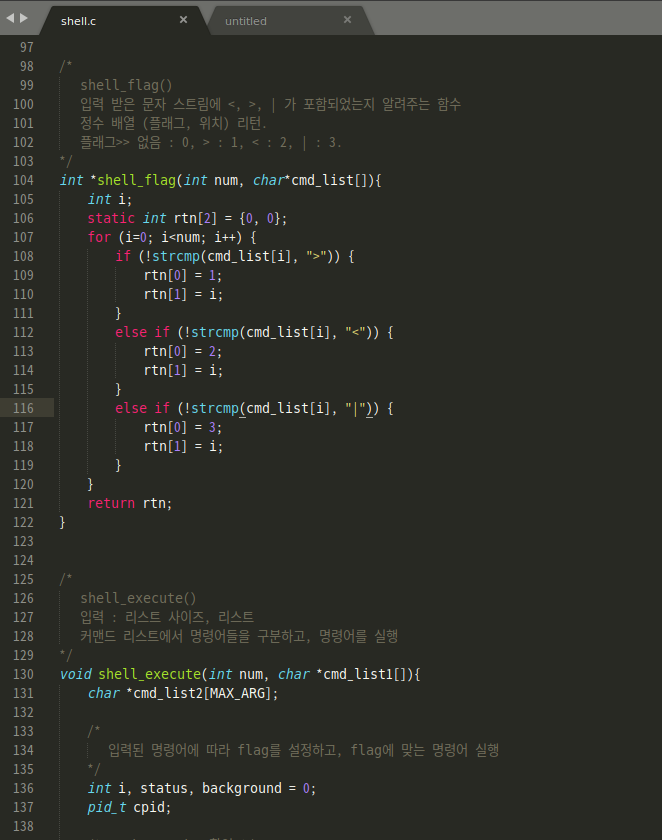 shell.c
untitled
97
98 /*
99 shell_flag()
100 입력 받은 문자 스트림에 <, >, | 가 포함되었는지 알려주는 함수
101 정수 배열 (플래그, 위치) 리턴.
102 플래그>> 없음 : 0, > : 1, < : 2, | : 3.
103 */
104 int *shell_flag(int num, char*cmd_list[]){
105 int i;
106 static int rtn[2] = {0, 0};
107 for (i=0; i<num; i++) {
108 if (!strcmp(cmd_list[i], ">")) {
109 rtn[0] = 1;
110 rtn[1] = i;
111 }
112 else if (!strcmp(cmd_list[i], "<")) {
113 rtn[0] = 2;
114 rtn[1] = i;
115 }
116 else if (!strcmp(cmd_list[i], "|")) {
117 rtn[0] = 3;
118 rtn[1] = i;
119 }
120 }
121 return rtn;
122 }
123
124
125 /*
126 shell_execute()
127 입력 : 리스트 사이즈, 리스트
128 커맨드 리스트에서 명령어들을 구분하고, 명령어를 실행
129 */
130 void shell_execute(int num, char *cmd_list1[]){
131 char *cmd_list2[MAX_ARG];
132
133 /*
134 입력된 명령어에 따라 flag를 설정하고, flag에 맞는 명령어 실행
135 */
136 int i, status, background = 0;
137 pid_t cpid;
138